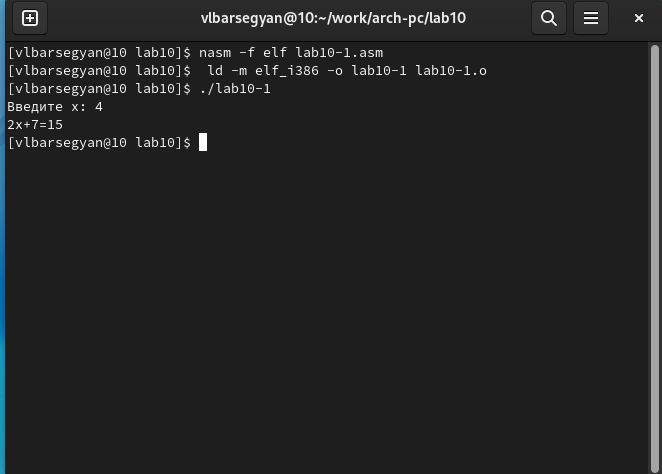 vlbarsegyan@10:~/work/arch-pc/lab10
[vlbarsegyan@10 lab10]$ nasm -f elf lab10-1.asm
[vlbarsegyan@10 lab10]$  ld -m elf_i386 -o lab10-1 lab10-1.o
[vlbarsegyan@10 lab10]$ ./lab10-1
Введите x: 4
2x+7=15
[vlbarsegyan@10 lab10]$